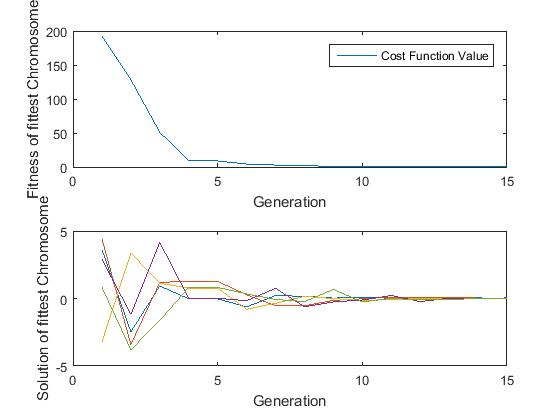 Fitness of fittest Chromosome
200
150
100
50
0
Cost Function Value
0 5 10 15
Generation
Solution of fittest Chromosome
5
0
-5
0 5 10 15
Generation